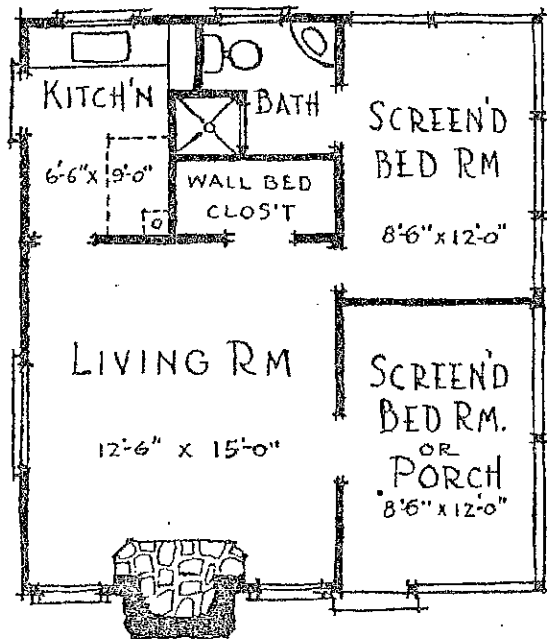 KITCH'N
6'-6" x 9'-0"
BATH
WALL BED
CLOS'T
SCREEN'D
BED RM
8'-6" x 12'-0"
LIVING RM
12'-6" x 15'-0"
SCREEN'D
BED RM.
OR
PORCH
8'-6" x 12'-0"